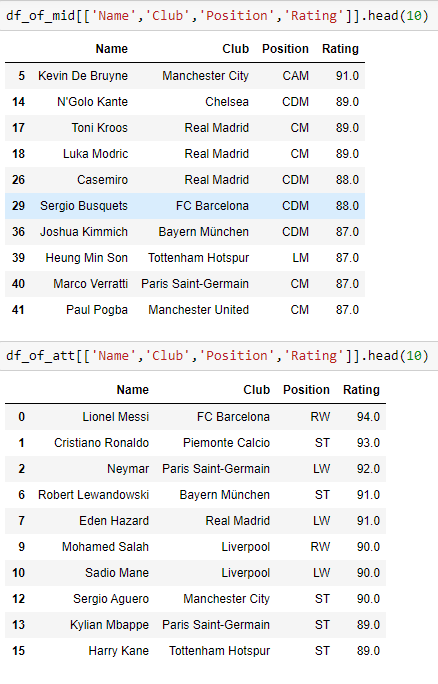 df_of_mid[['Name','Club','Position','Rating']].head(10)
Name Club Position Rating
5 Kevin De Bruyne Manchester City CAM 91.0
14 N'Golo Kante Chelsea CDM 89.0
17 Toni Kroos Real Madrid CM 89.0
18 Luka Modric Real Madrid CM 89.0
26 Casemiro Real Madrid CDM 88.0
29 Sergio Busquets FC Barcelona CDM 88.0
36 Joshua Kimmich Bayern München CDM 87.0
39 Heung Min Son Tottenham Hotspur LM 87.0
40 Marco Verratti Paris Saint-Germain CM 87.0
41 Paul Pogba Manchester United CM 87.0
df_of_att[['Name','Club','Position','Rating']].head(10)
Name Club Position Rating
0 Lionel Messi FC Barcelona RW 94.0
1 Cristiano Ronaldo Piemonte Calcio ST 93.0
2 Neymar Paris Saint-Germain LW 92.0
6 Robert Lewandowski Bayern München ST 91.0
7 Eden Hazard Real Madrid LW 91.0
9 Mohamed Salah Liverpool RW 90.0
10 Sadio Mane Liverpool LW 90.0
12 Sergio Aguero Manchester City ST 90.0
13 Kylian Mbappe Paris Saint-Germain ST 89.0
15 Harry Kane Tottenham Hotspur ST 89.0